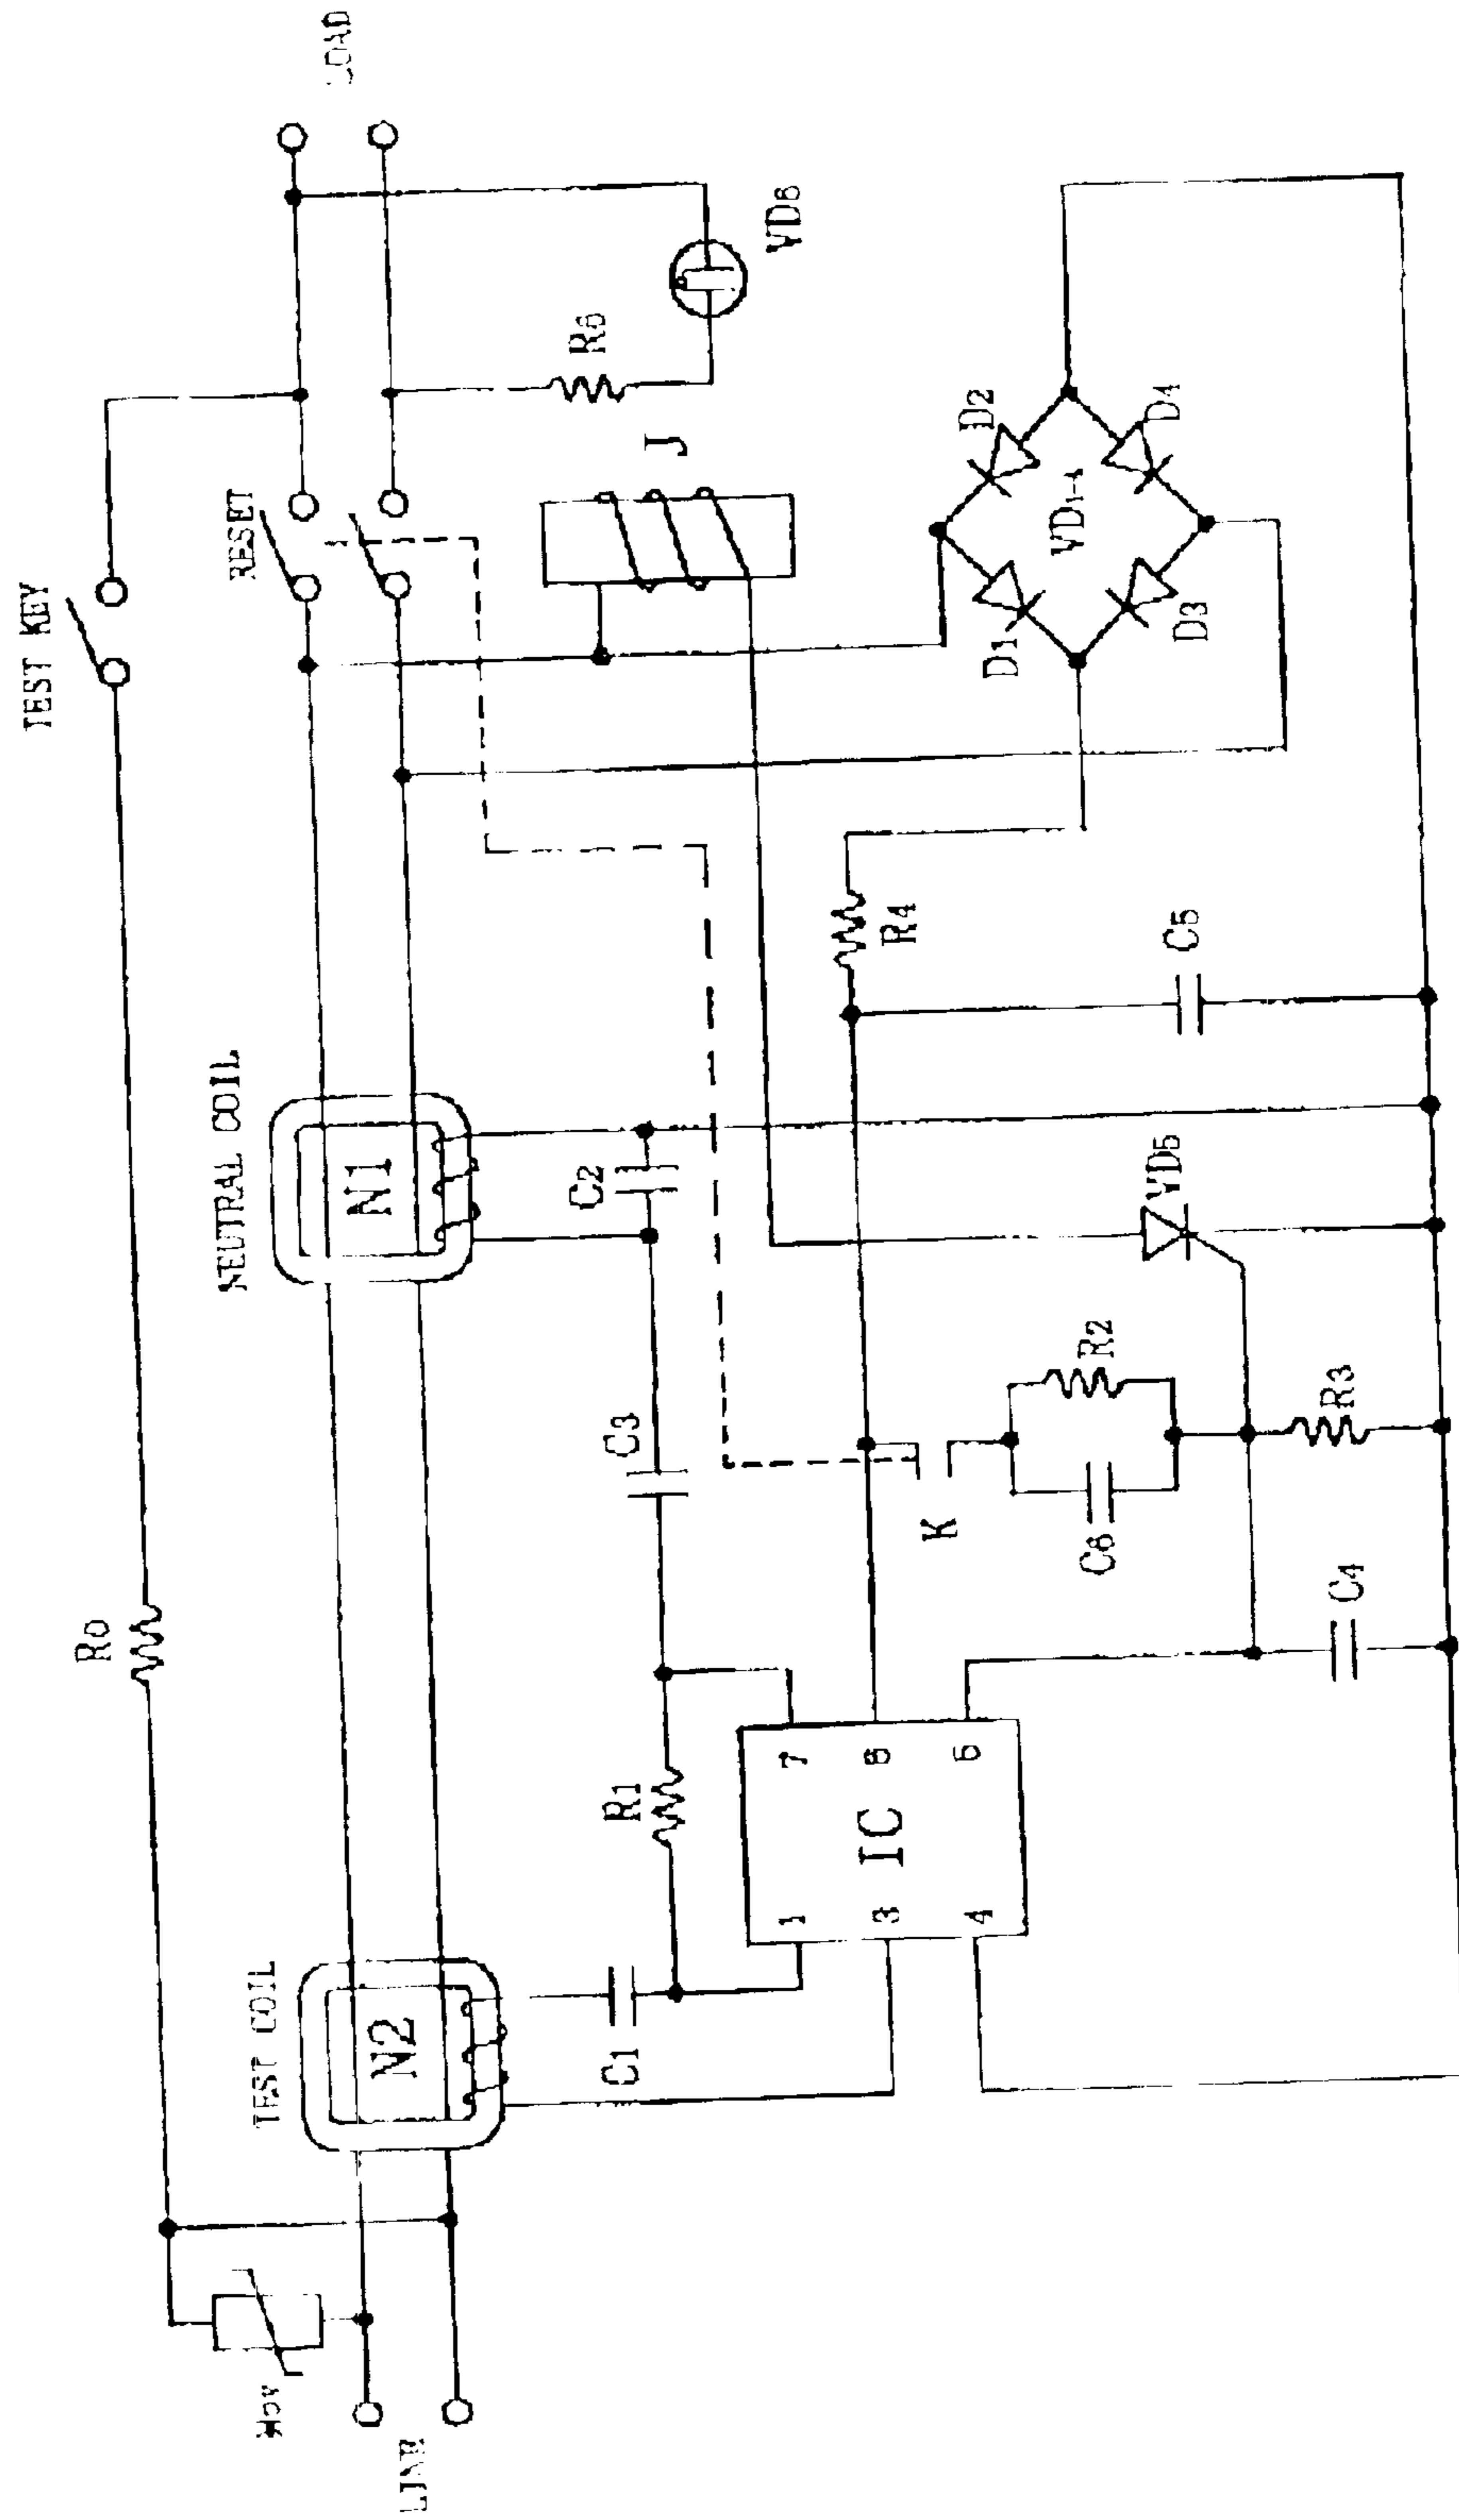 TEST KEY
LOAD
RESET
VD6
R6
J
D2
D4
VD1-4
D1
D3
R4
C5
NEUTRAL COIL
N1
C2
VD5
R2
C3
R3
K
C6
C4
R0
R1
7
6
5
IC
1
3
4
TEST COIL
N2
C1
LINE